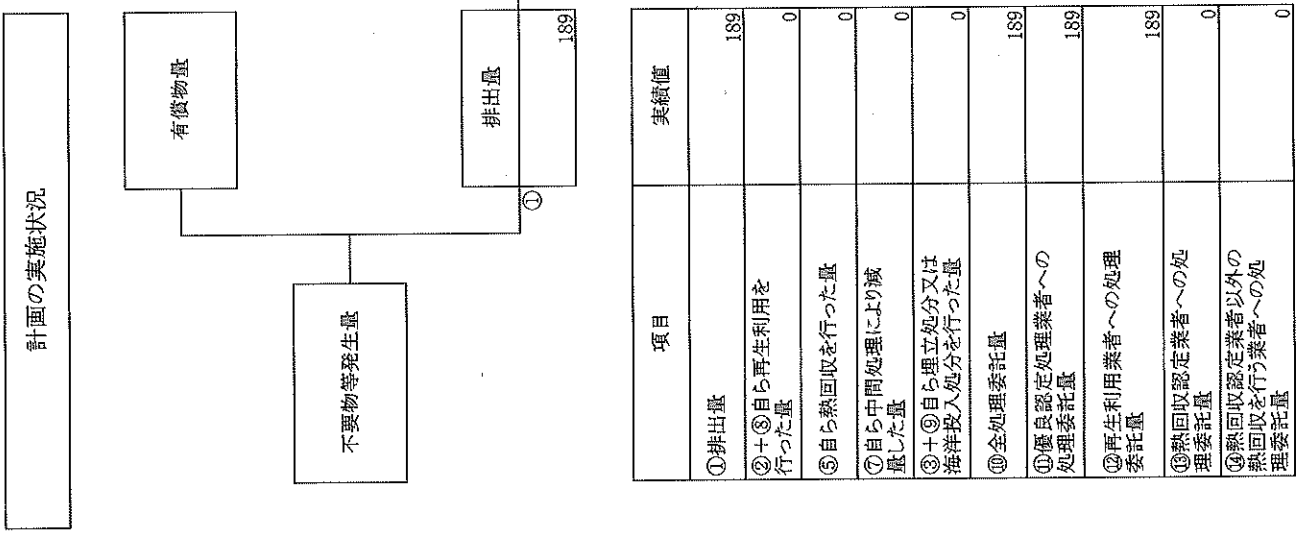 計画の実施状況
有償物量
不要物等発生量
①
排出量
189
項目
実績値
①排出量
189
②+⑧自ら再生利用を
行った量
0
⑤自ら熱回収を行った量
0
⑦自ら中間処理により減
量した量
0
③+⑨自ら埋立処分又は
海洋投入処分を行った量
0
⑩全処理委託量
189
⑪優良認定処理業者への
処理委託量
189
⑫再生利用業者への処理
委託量
189
⑬熱回収認定業者への処
理委託量
0
⑭熱回収認定業者以外の
熱回収を行う業者への処
理委託量
0